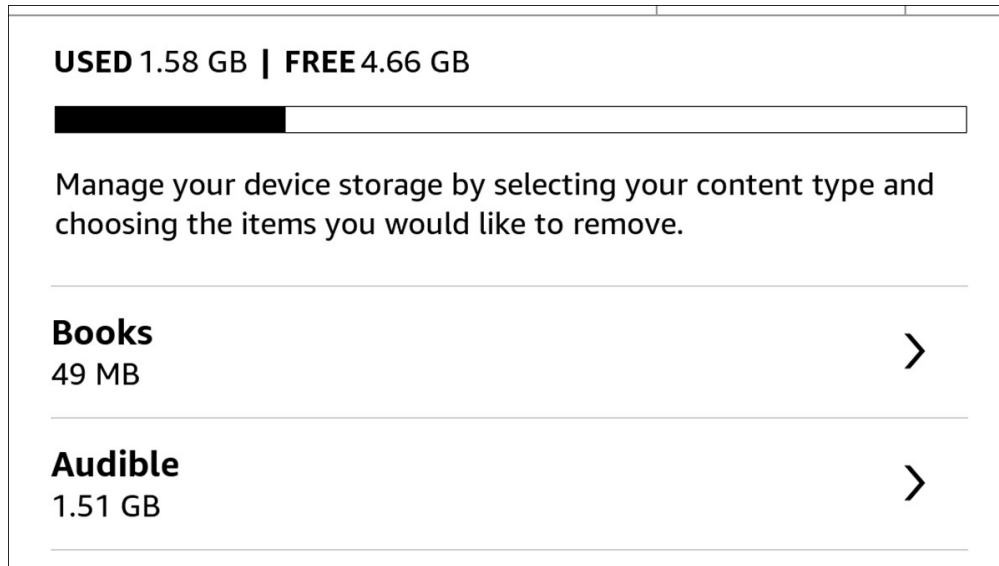 USED 1.58 GB | FREE 4.66 GB
Manage your device storage by selecting your content type and
choosing the items you would like to remove.
Books
49 MB
Audible
1.51 GB